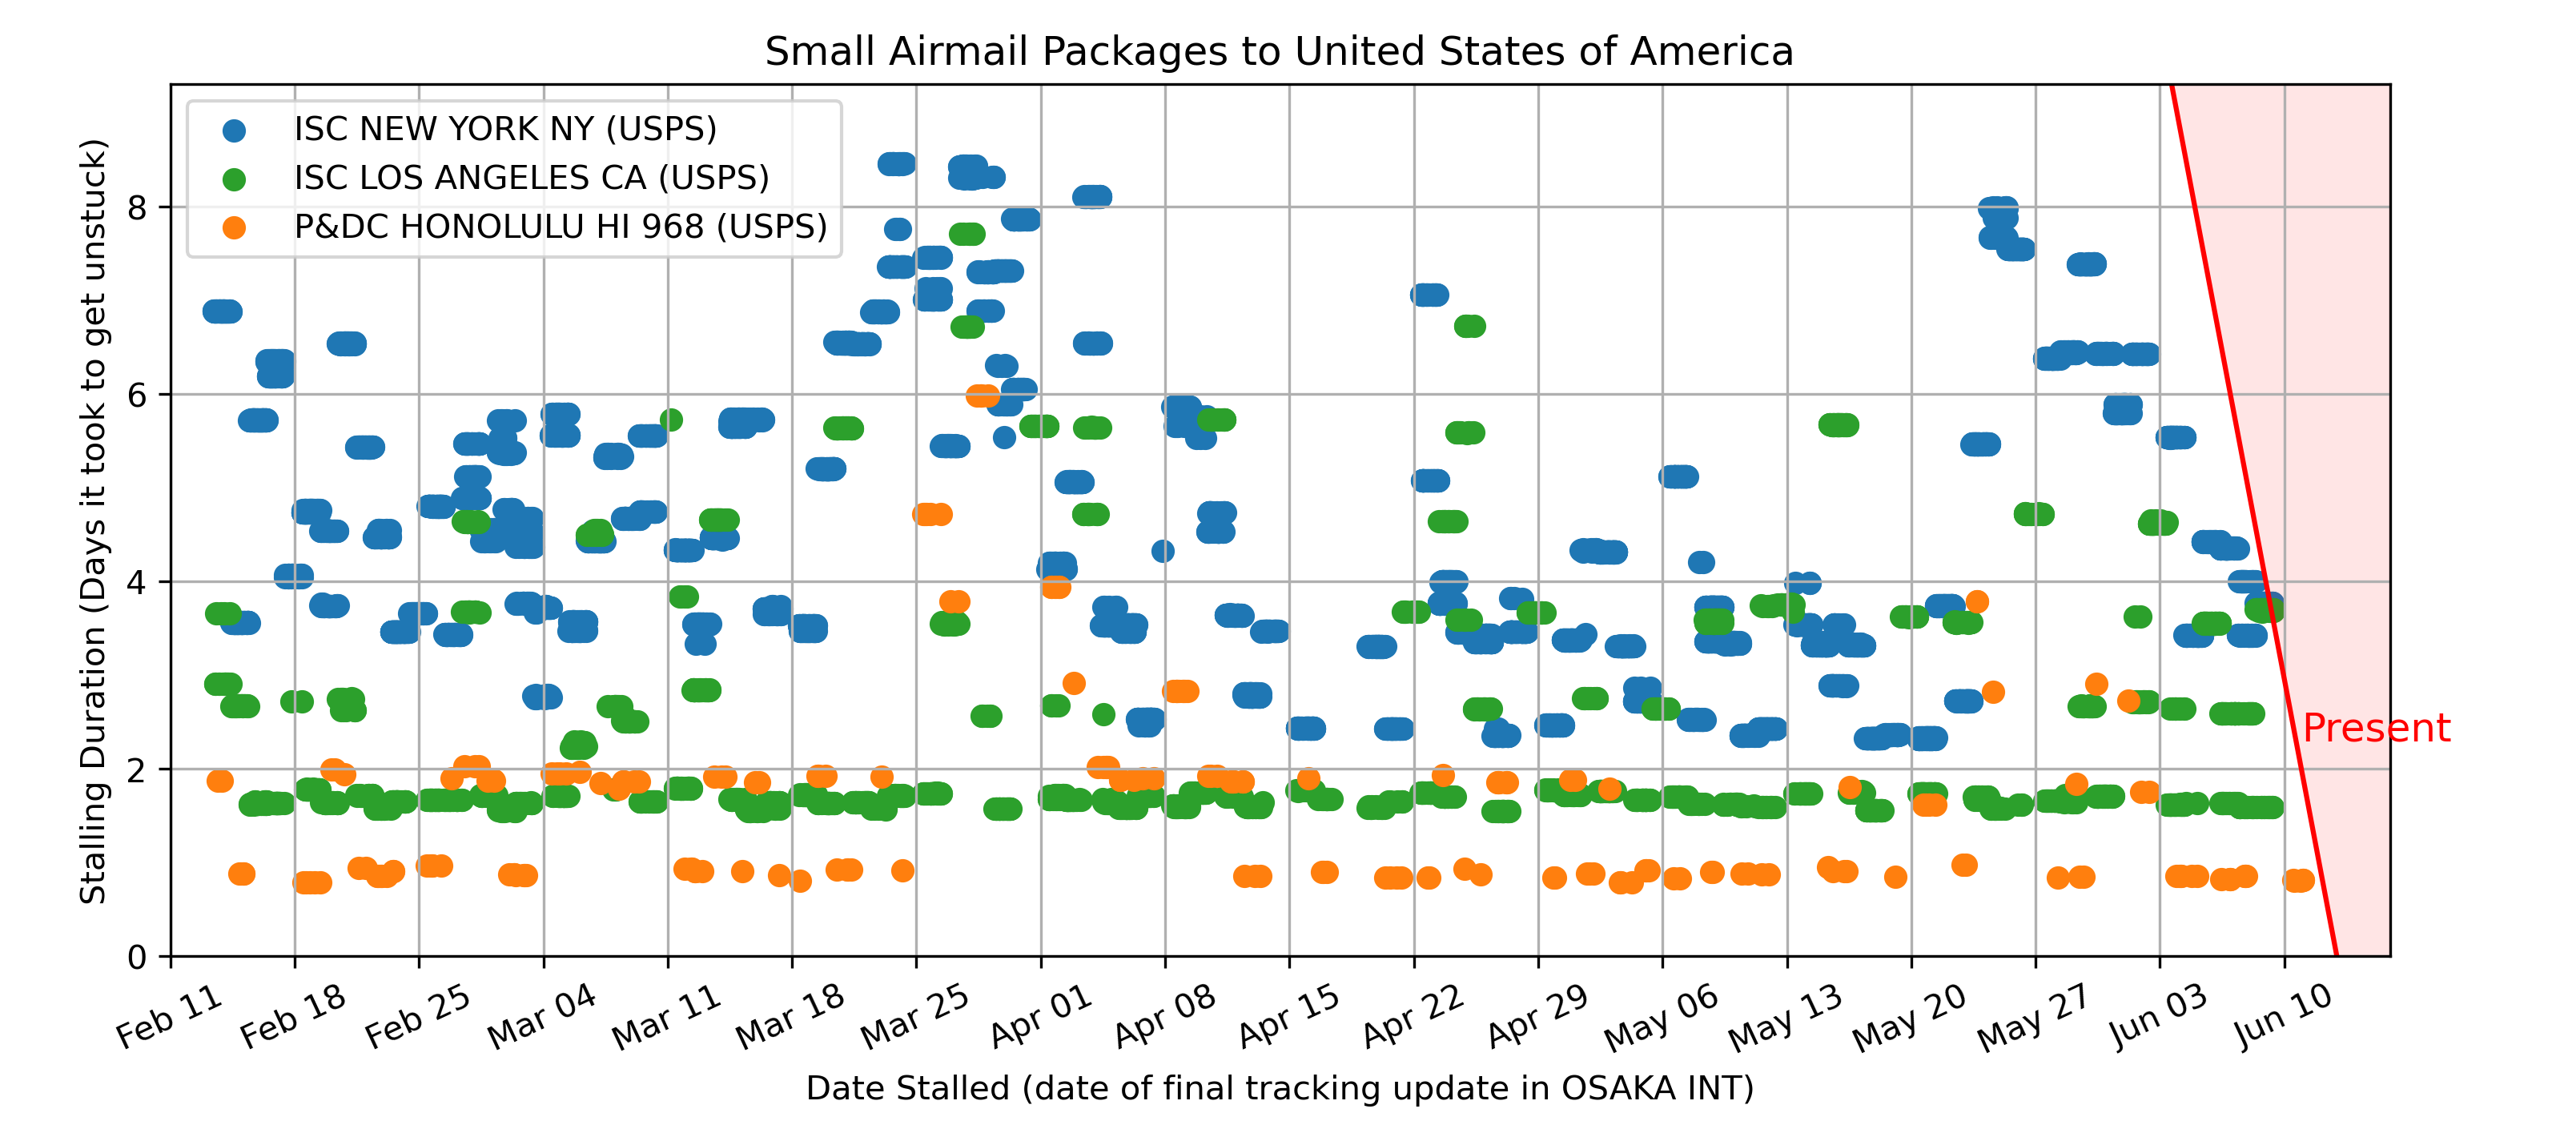 Small Airmail Packages to United States of America
ISC NEW YORK NY (USPS)
ISC LOS ANGELES CA (USPS)
P&DC HONOLULU HI 968 (USPS)
Stalling Duration (Days it took to get unstuck)
8
6
4
2
0
Present
Feb 11
Feb 18
Feb 25
Mar 04
Mar 11
Mar 18
Mar 25
Apr 01
Apr 08
Apr 15
Apr 22
Apr 29
May 06
May 13
May 20
May 27
Jun 03
Jun 10
Date Stalled (date of final tracking update in OSAKA INT)